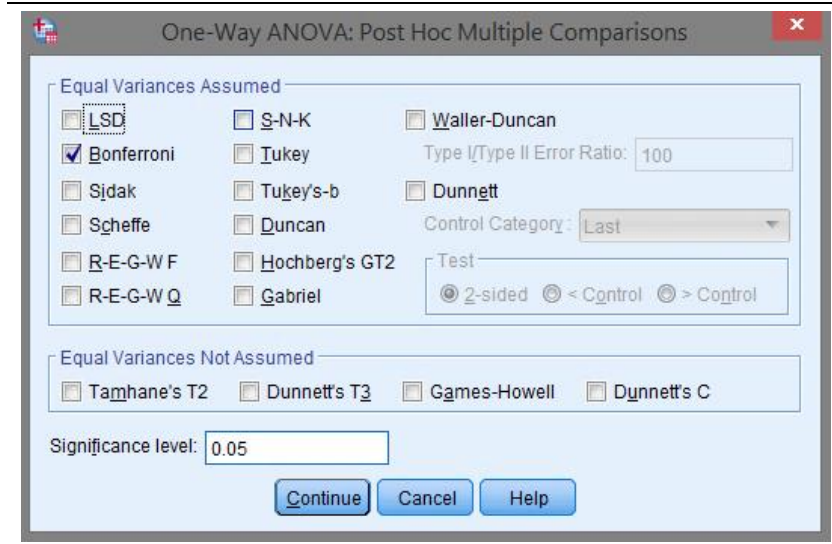 One-Way ANOVA: Post Hoc Multiple Comparisons
Equal Variances Assumed
LSD S-N-K Waller-Duncan
Bonferroni Tukey Type I/Type II Error Ratio: 100
Sidak Tukey's-b Dunnett
Scheffe Duncan Control Category : Last
R-E-G-W F Hochberg's GT2 Test
R-E-G-W Q Gabriel 2-sided < Control > Control
Equal Variances Not Assumed
Tamhane's T2 Dunnett's T3 Games-Howell Dunnett's C
Significance level: 0.05
Continue Cancel Help